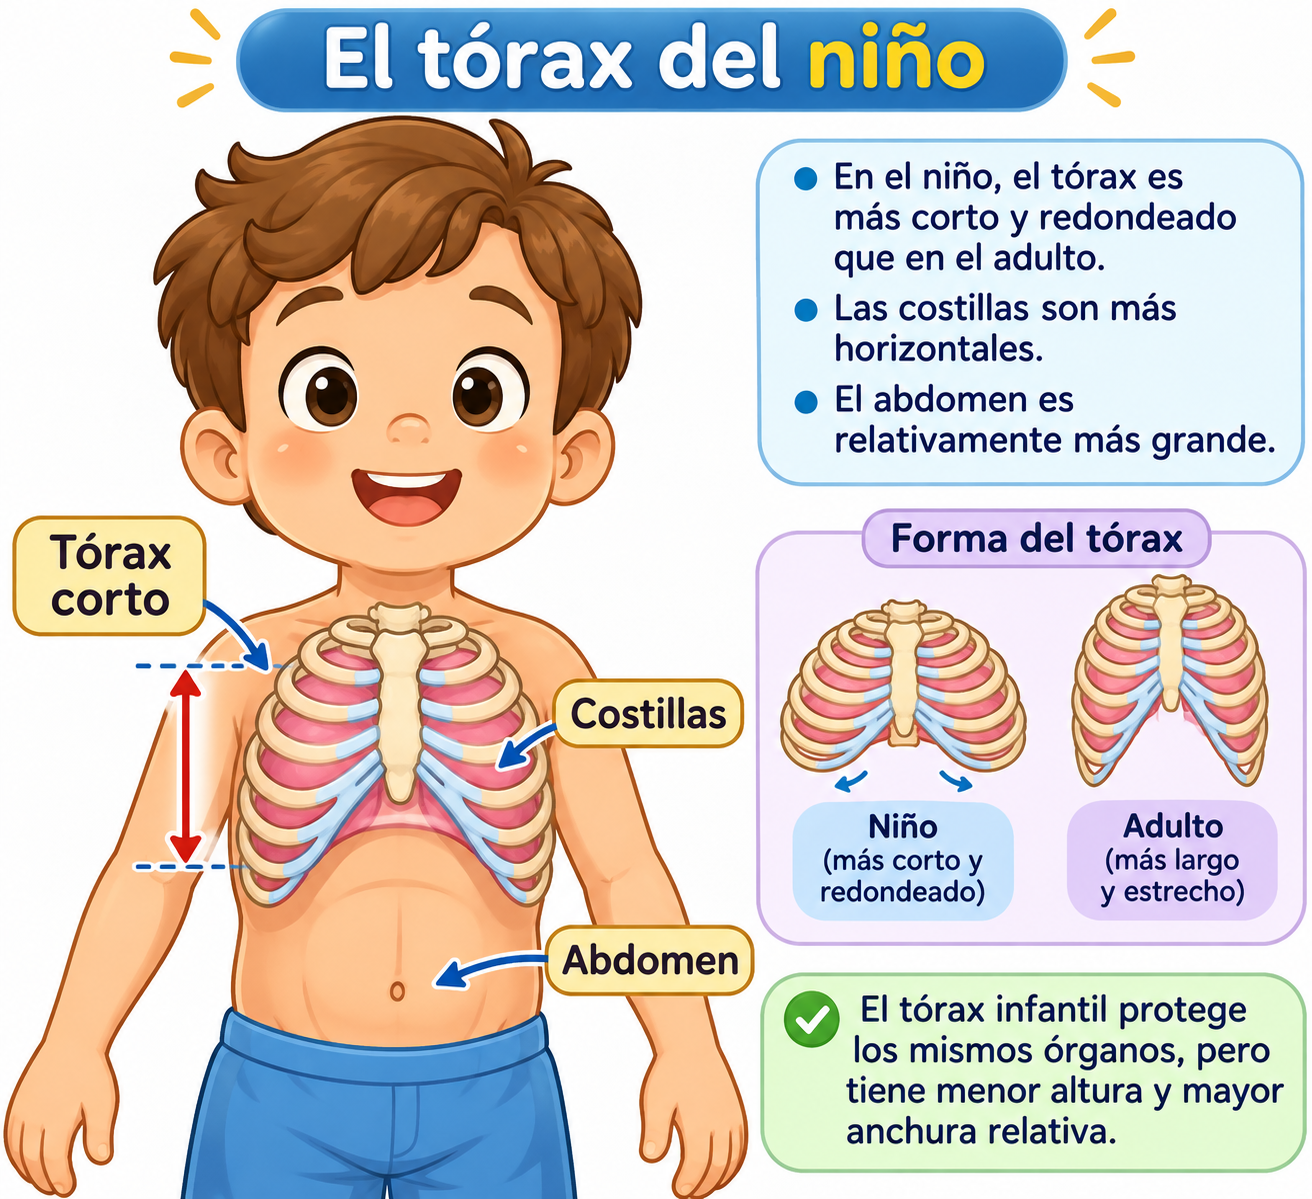 El tórax del niño
En el niño, el tórax es
más corto y redondeado
que en el adulto.
Las costillas son más
horizontales.
El abdomen es
relativamente más grande.
Tórax
corto
Costillas
Abdomen
Forma del tórax
Niño
(más corto y
redondeado)
Adulto
(más largo
y estrecho)
El tórax infantil protege
los mismos órganos, pero
tiene menor altura y mayor
anchura relativa.